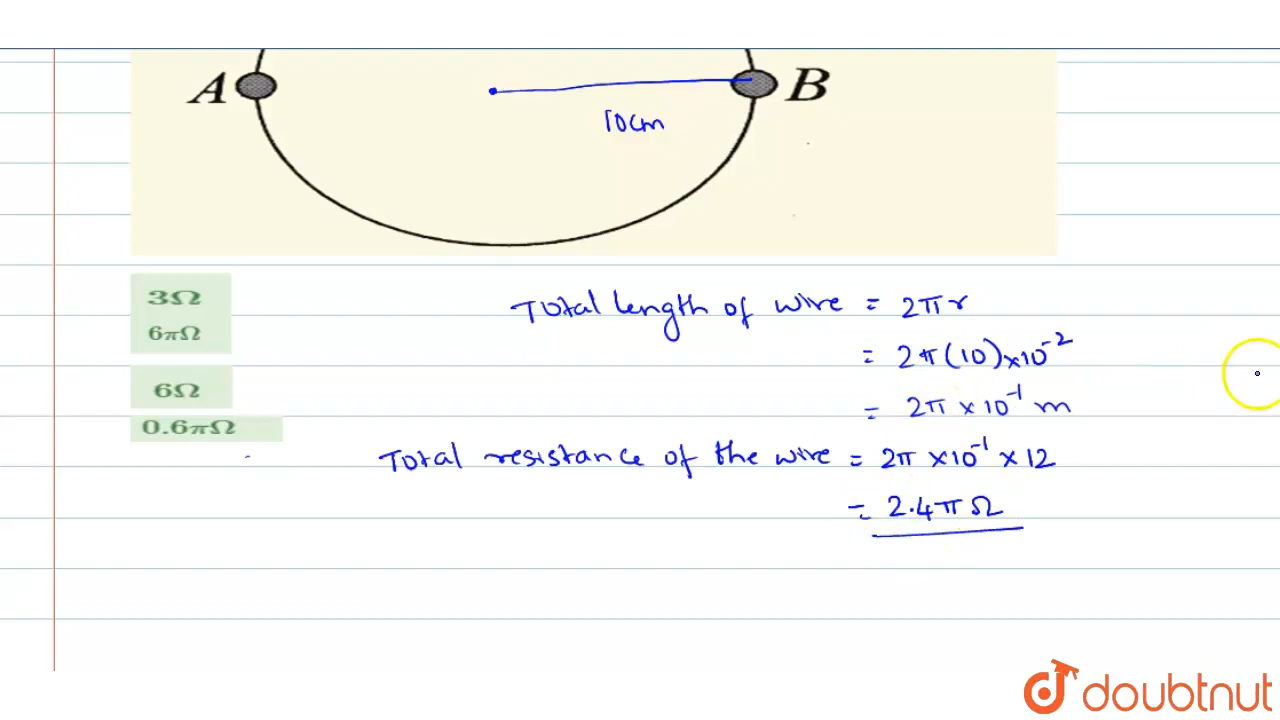 A B
10cm
3Ω
6πΩ
6Ω
0.6πΩ
Total length of wire = 2πr
= 2π(10)×10⁻²
= 2π×10⁻¹ m
Total resistance of the wire = 2π×10⁻¹×12
= 2.4πΩ
doubtnut